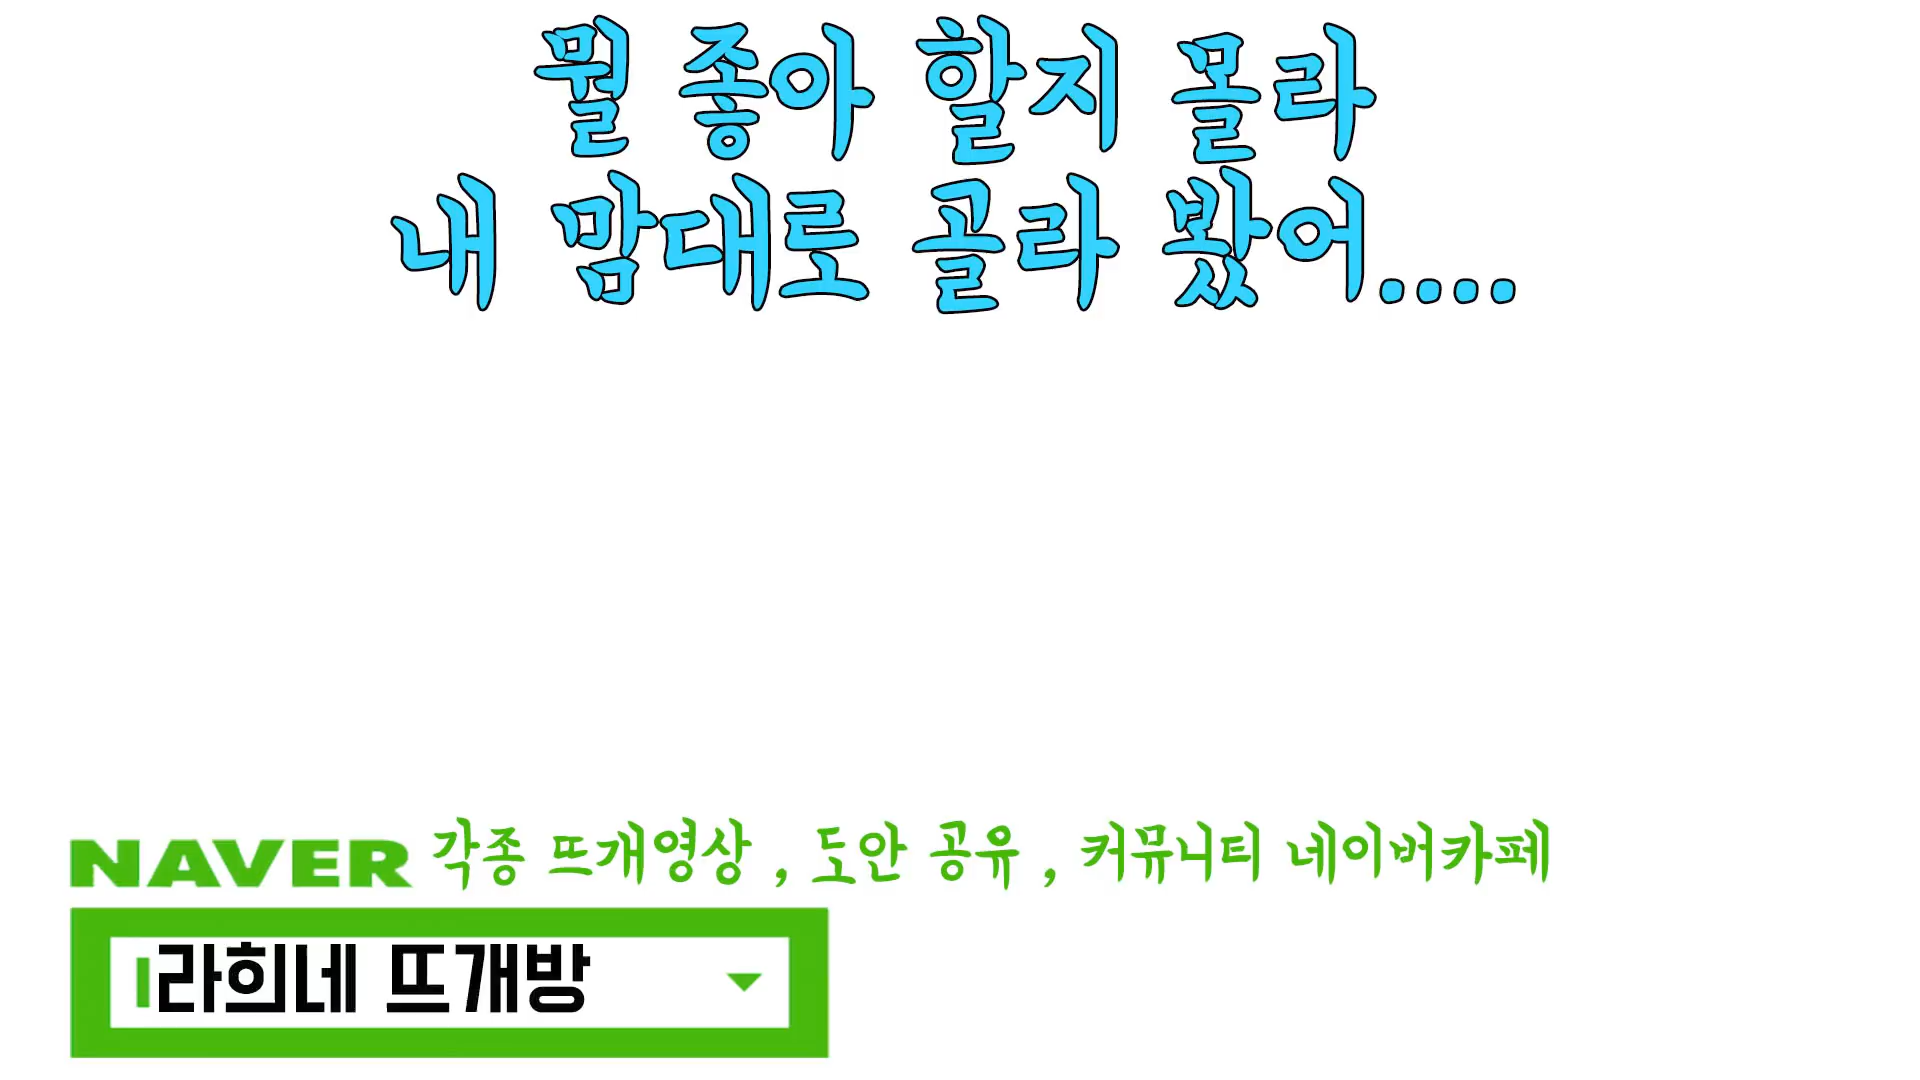 뭘 좋아 할지 몰라
내 맘대로 골라 봤어....
NAVER 각종 뜨개영상 , 도안 공유 , 커뮤니티 네이버카페
라희네 뜨개방